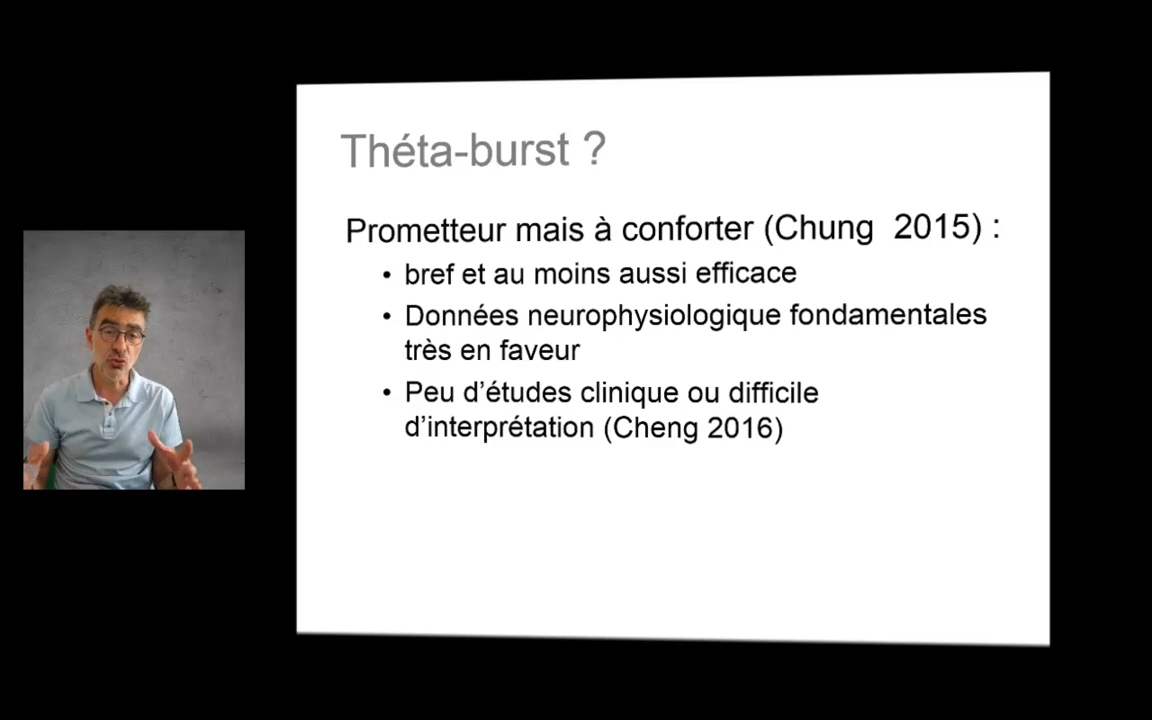 Théta-burst ?
Prometteur mais à conforter (Chung 2015) :
• bref et au moins aussi efficace
• Données neurophysiologique fondamentales
très en faveur
• Peu d'études clinique ou difficile
d'interprétation (Cheng 2016)